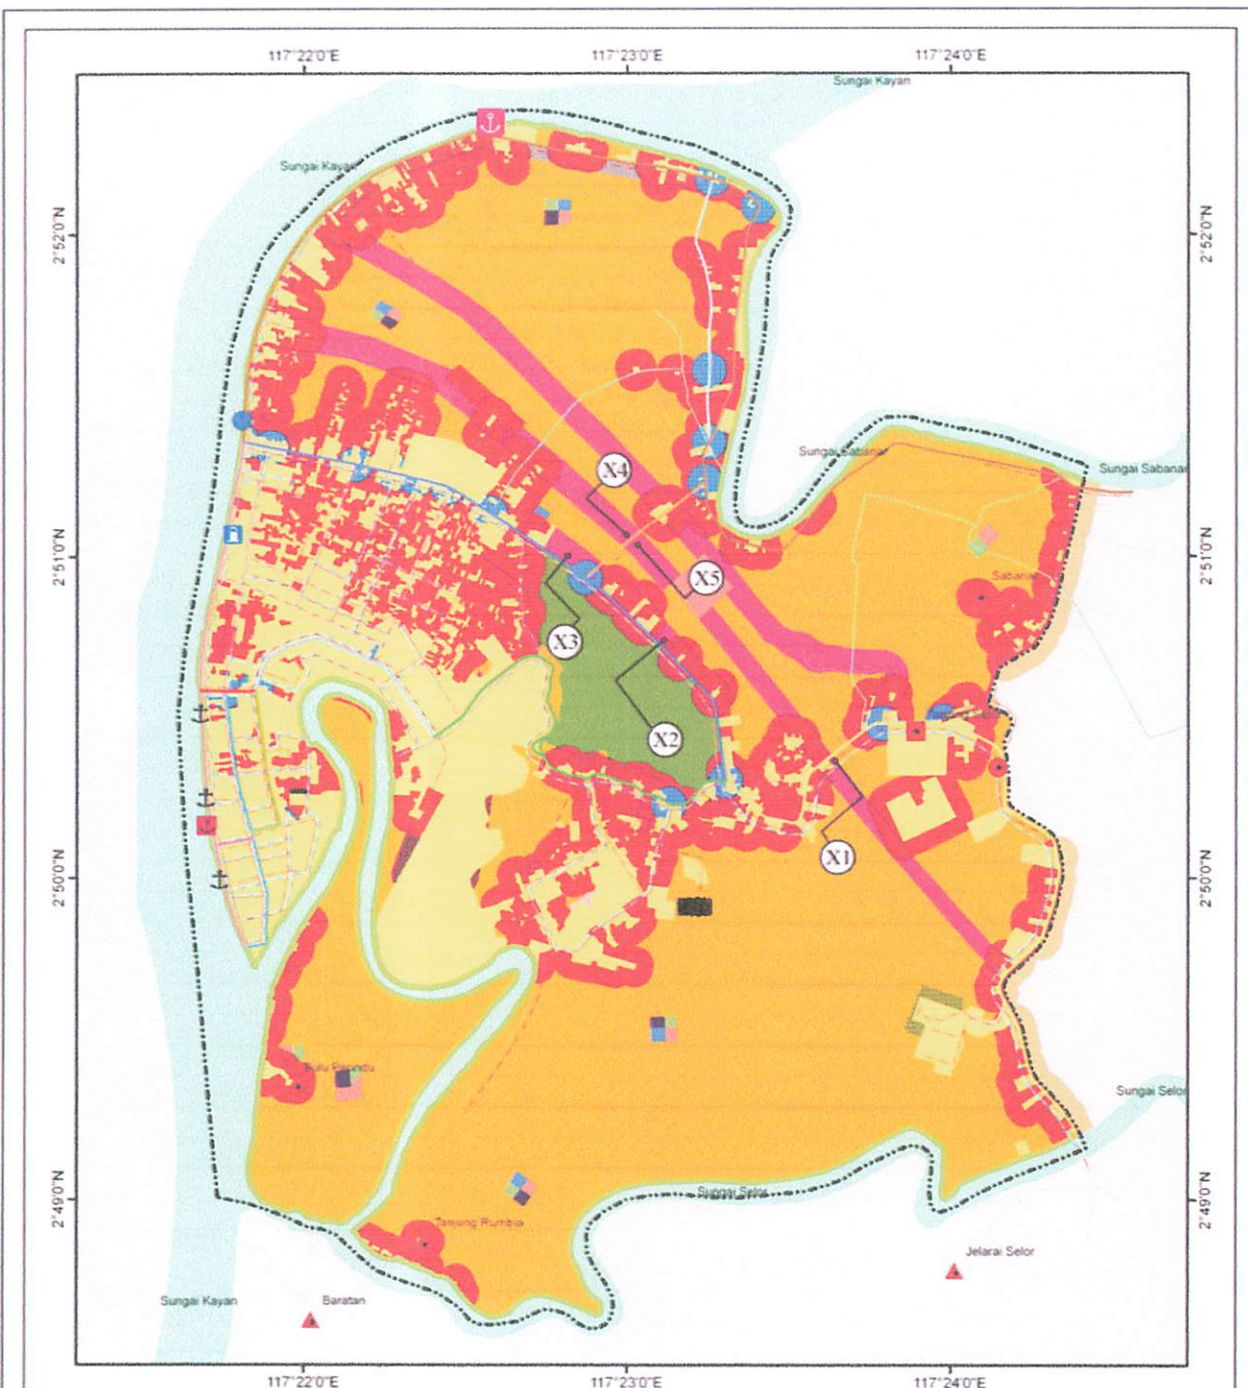 117°22'0"E
117°23'0"E
117°24'0"E
Sungai Kayan
Sungai Kayan
2°52'0"N
2°52'0"N
X4
Sungai Sabanar
Sungai Sabanar
2°51'0"N
2°51'0"N
X5
Sabanar
X3
X2
X1
2°50'0"N
2°50'0"N
Sungai Selor
2°49'0"N
Sungai Selor
2°49'0"N
Tanjung Rumbia
Jelarai Selor
Sungai Kayan
Baratan
117°22'0"E
117°23'0"E
117°24'0"E